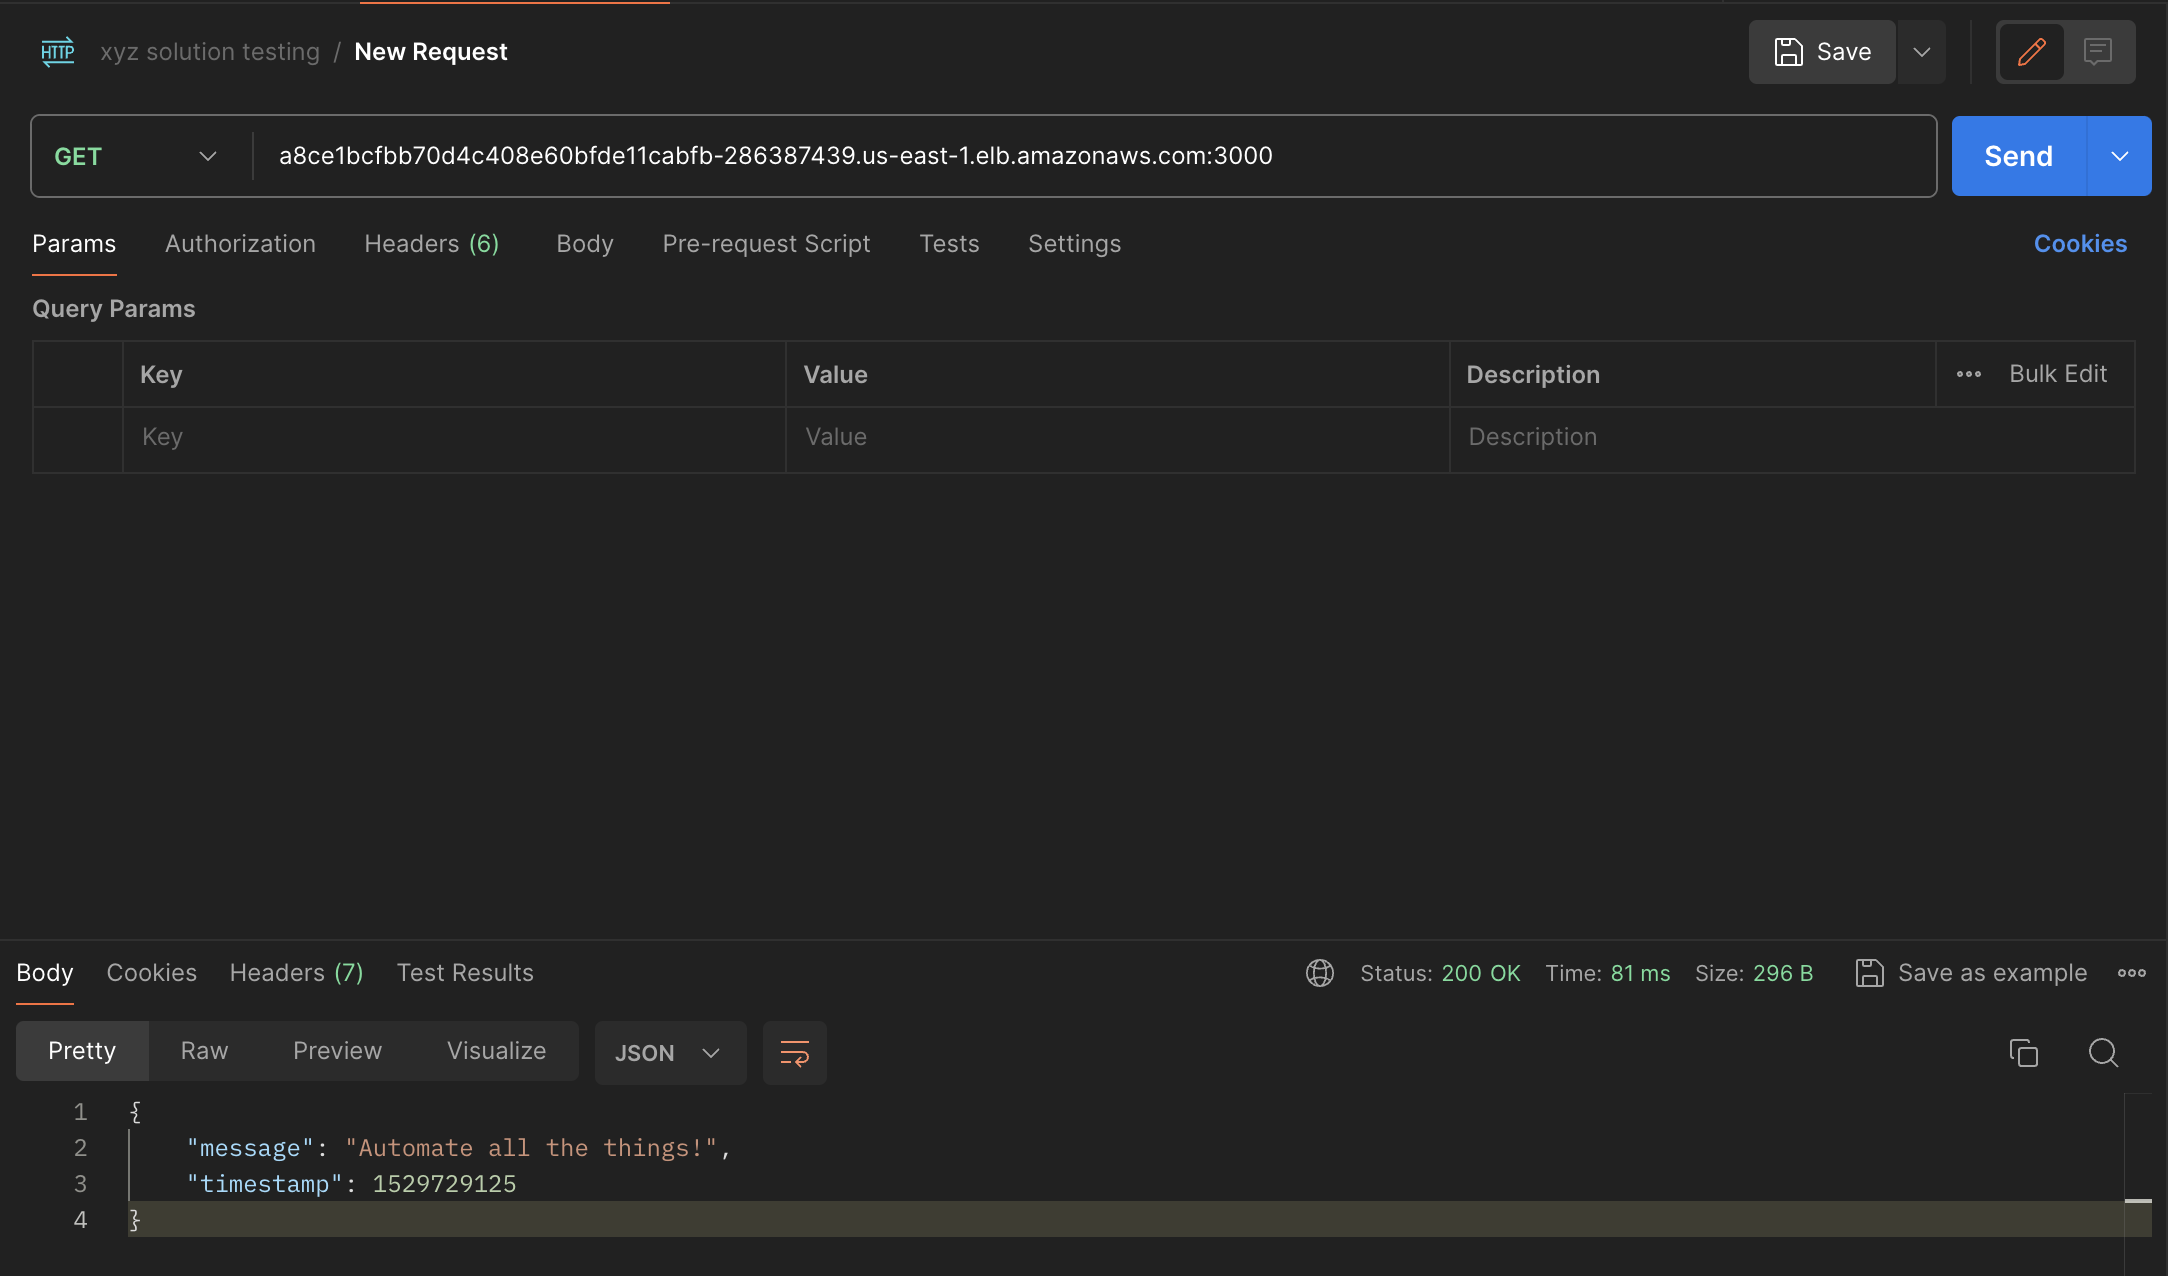 HTTP xyz solution testing / New Request Save
GET a8ce1bcfbb70d4c408e60bfde11cabfb-286387439.us-east-1.elb.amazonaws.com:3000 Send
Params Authorization Headers (6) Body Pre-request Script Tests Settings Cookies
Query Params
Key Value Description Bulk Edit
Key Value Description
Body Cookies Headers (7) Test Results Status: 200 OK Time: 81 ms Size: 296 B Save as example
Pretty Raw Preview Visualize JSON
1 {
2 "message": "Automate all the things!",
3 "timestamp": 1529729125
4 }